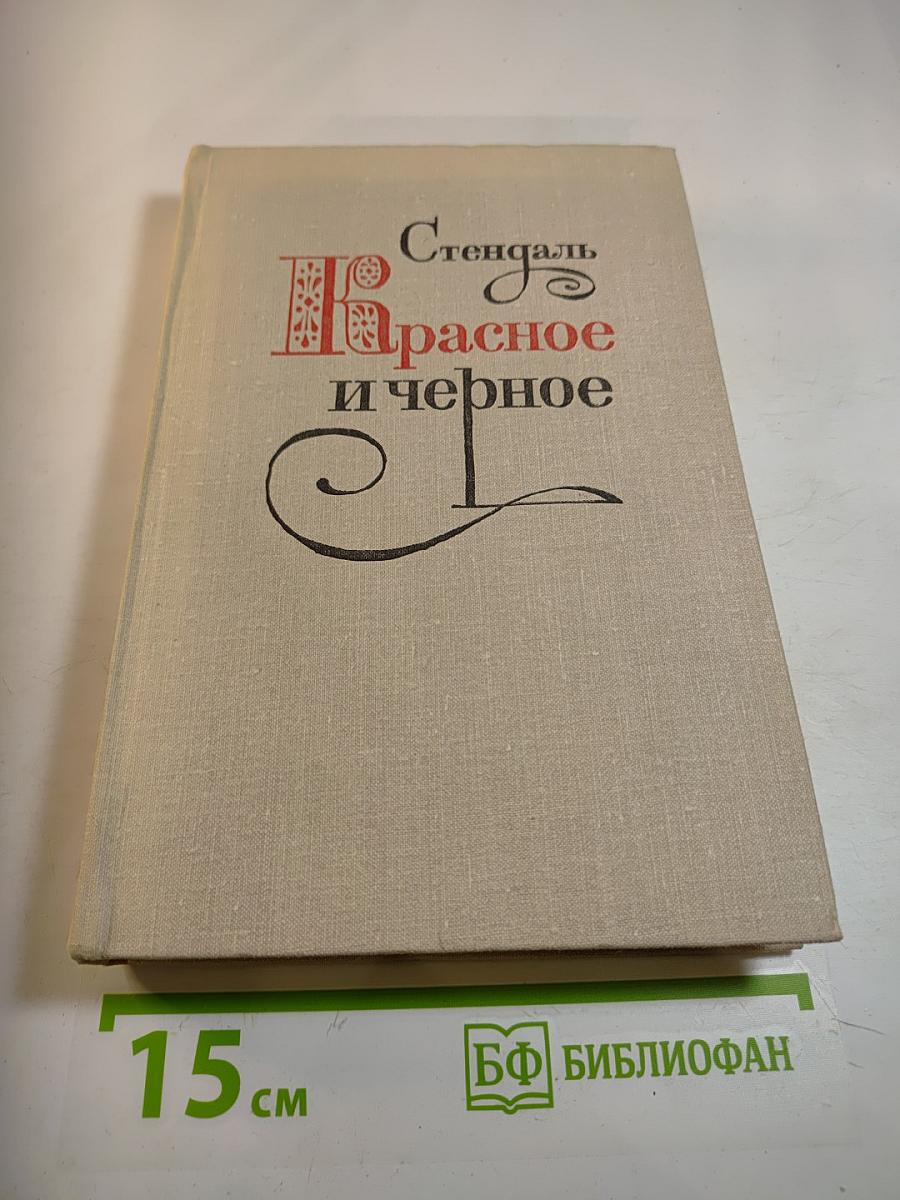 Стендаль
Красное
и черное
15 см
БФ БИБЛИОФАН